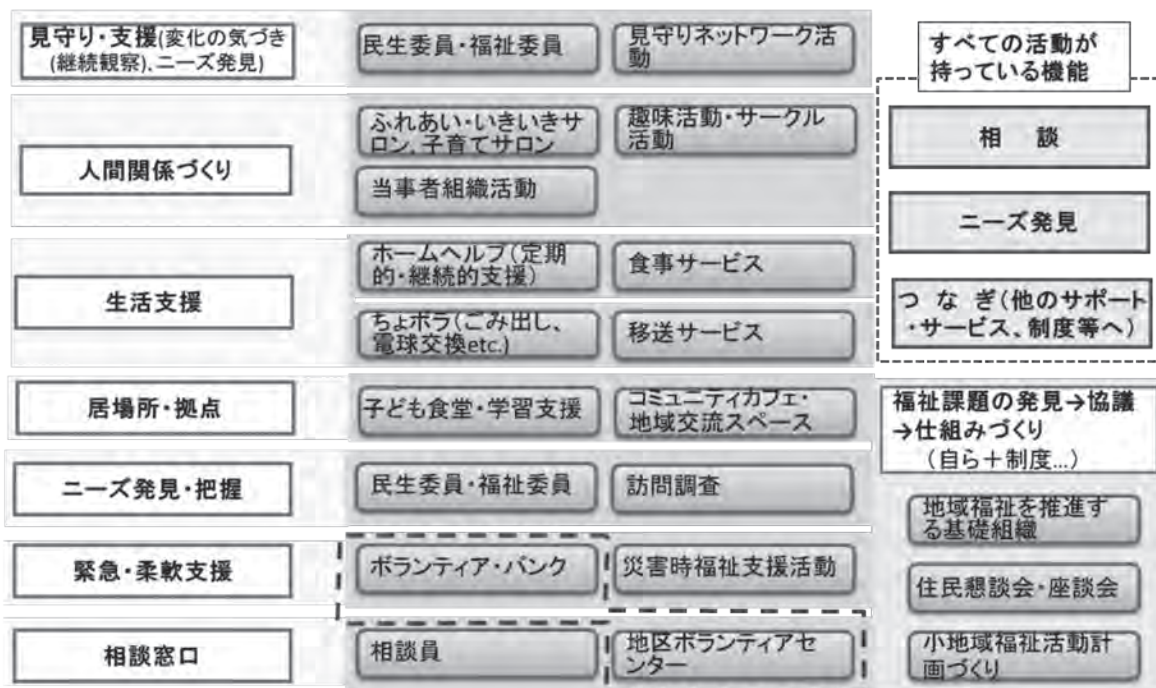 見守り・支援(変化の気づき
(継続観察)、ニーズ発見)
民生委員・福祉委員
見守りネットワーク活
動
人間関係づくり
ふれあい・いきいきサ
ロン、子育てサロン
趣味活動・サークル
活動
当事者組織活動
生活支援
ホームヘルプ(定期
的・継続的支援)
食事サービス
ちょボラ(ごみ出し、
電球交換etc.)
移送サービス
居場所・拠点
子ども食堂・学習支援
コミュニティカフェ・
地域交流スペース
ニーズ発見・把握
民生委員・福祉委員
訪問調査
緊急・柔軟支援
ボランティア・バンク
災害時福祉支援活動
相談窓口
相談員
地区ボランティアセ
ンター
すべての活動が
持っている機能
相 談
ニーズ発見
つ な ぎ(他のサポート
・サービス、制度等へ)
福祉課題の発見→協議
→仕組みづくり
(自ら+制度…)
地域福祉を推進す
る基礎組織
住民懇談会・座談会
小地域福祉活動計
画づくり